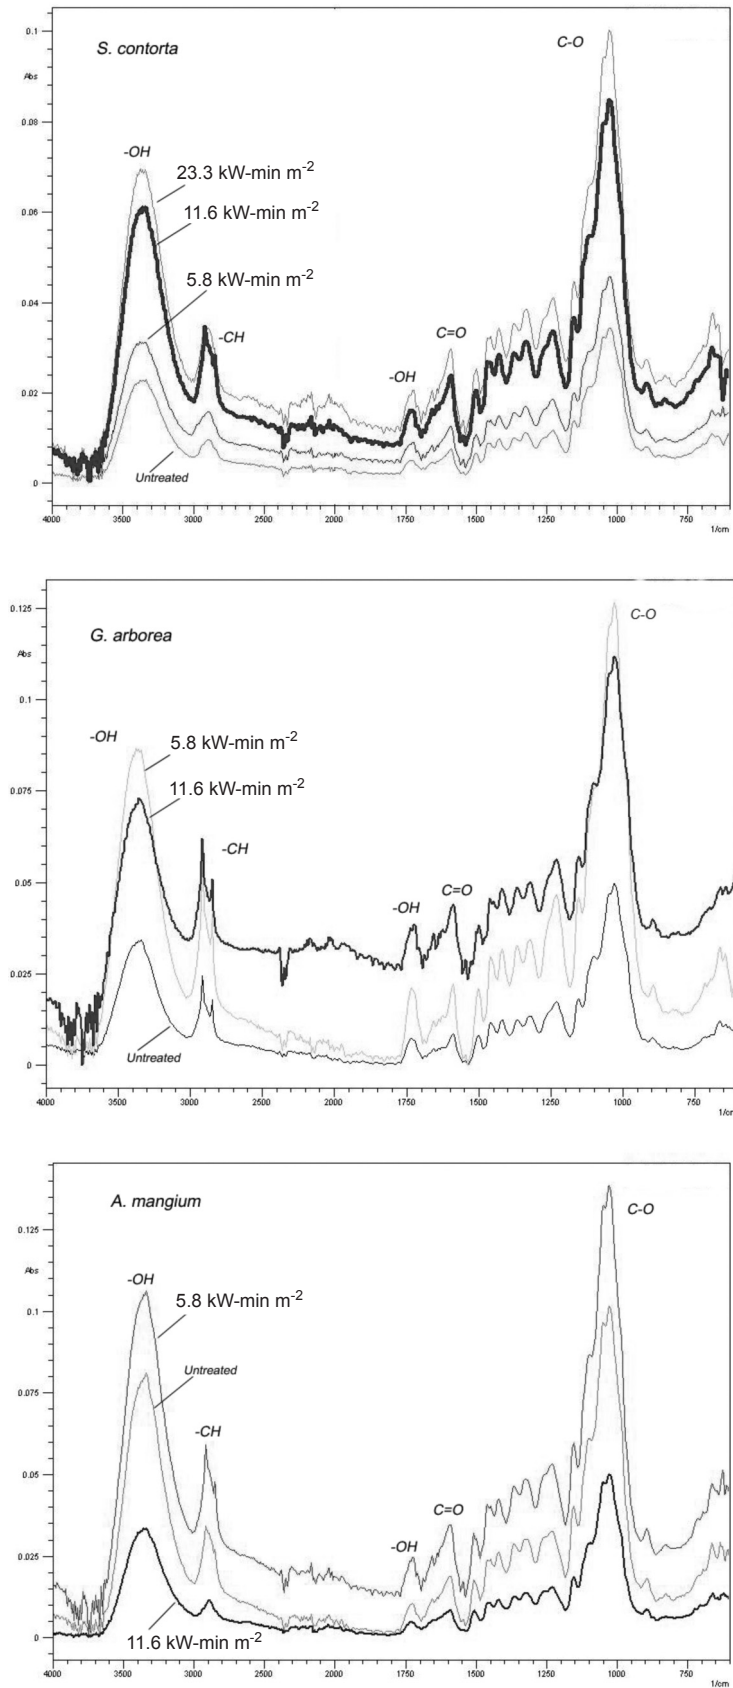 0.1
S. contorta
C-O
Abs
0.08
-OH
23.3 kW-min m⁻²
0.06
11.6 kW-min m⁻²
5.8 kW-min m⁻²
0.04
C=O
-CH
-OH
0.02
Untreated
0
4000 3500 3000 2500 2000 1750 1500 1250 1000 750
1/cm
0.125
C-O
G. arborea
Abs
0.1
-OH
5.8 kW-min m⁻²
0.075
11.6 kW-min m⁻²
-CH
0.05
-OH
C=O
0.025
Untreated
0
4000 3500 3000 2500 2000 1750 1500 1250 1000 750
1/cm
A. mangium
C-O
0.125
Abs
-OH
5.8 kW-min m⁻²
0.1
Untreated
0.075
-CH
0.05
C=O
0.025
-OH
0
11.6 kW-min m⁻²
4000 3500 3000 2500 2000 1750 1500 1250 1000 750
1/cm